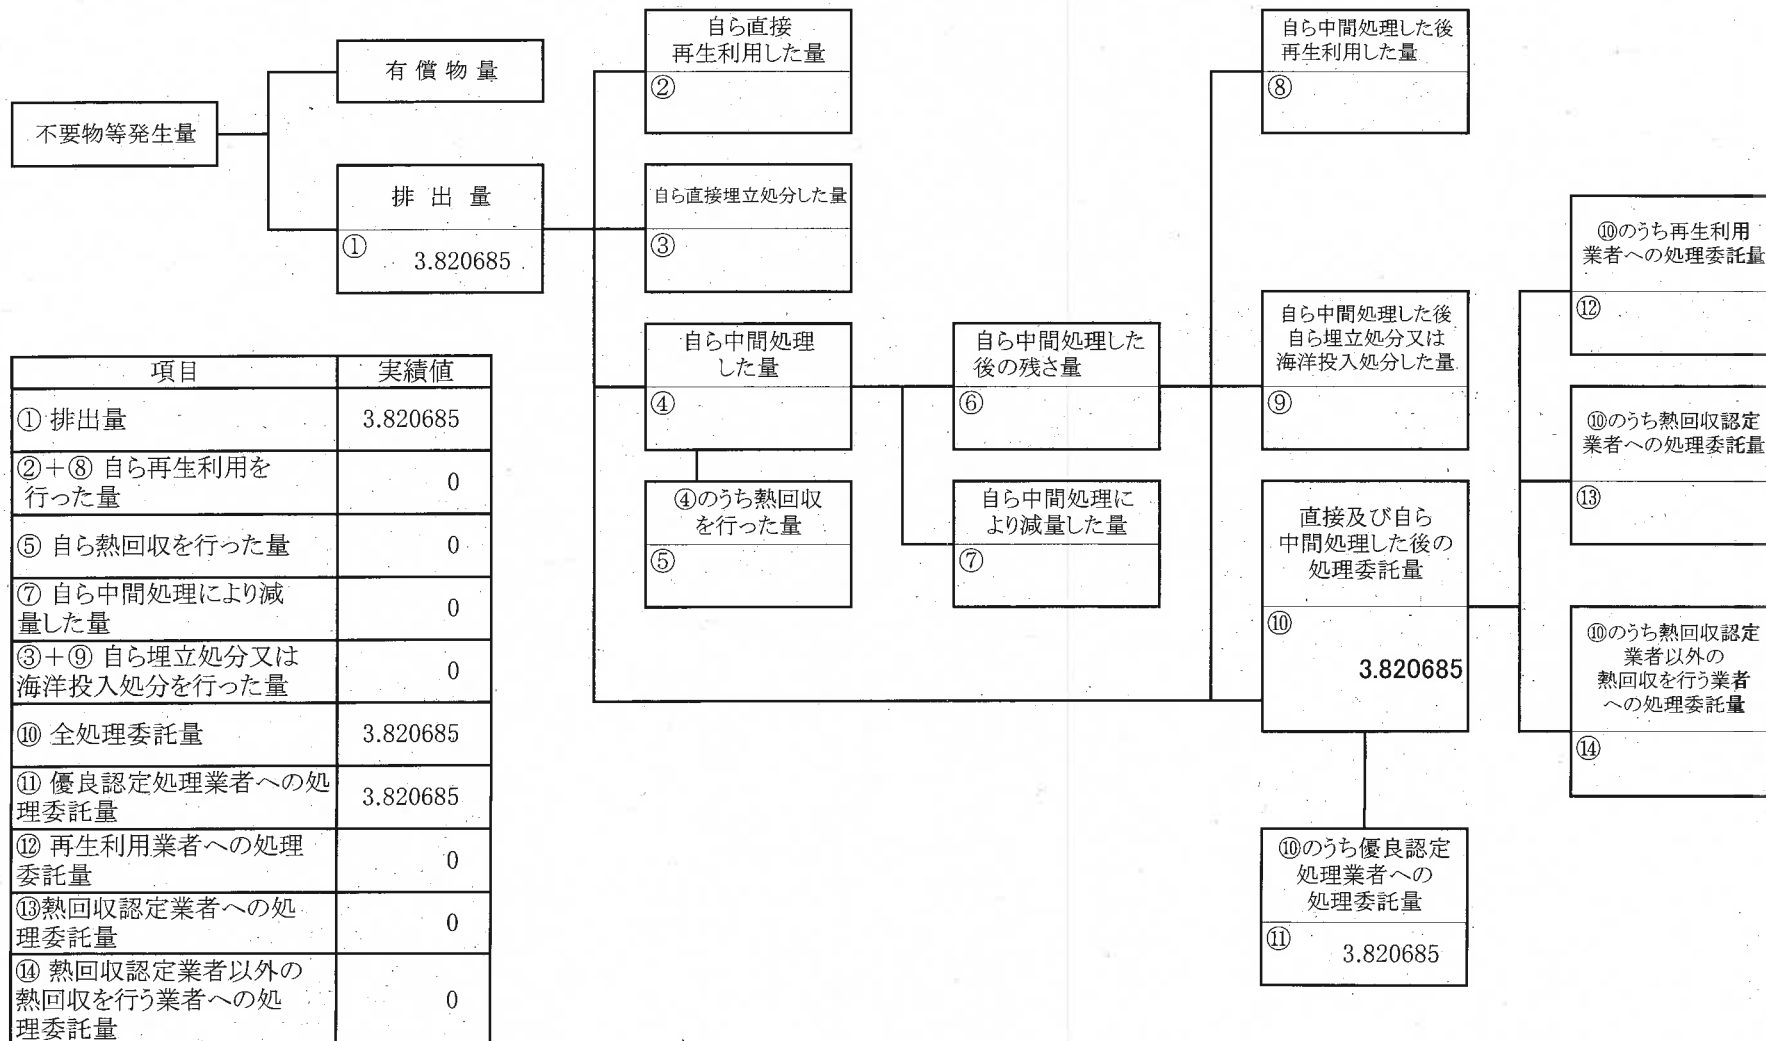 不要物等発生量
有償物量
排出量
①
3.820685
自ら直接
再生利用した量
②
自ら直接埋立処分した量
③
自ら中間処理
した量
④
④のうち熱回収
を行った量
⑤
自ら中間処理した
後の残さ量
⑥
自ら中間処理に
より減量した量
⑦
自ら中間処理した後
再生利用した量
⑧
自ら中間処理した後
自ら埋立処分又は
海洋投入処分した量
⑨
直接及び自ら
中間処理した後の
処理委託量
⑩
3.820685
⑩のうち優良認定
処理業者への
処理委託量
⑪
3.820685
⑩のうち再生利用
業者への処理委託量
⑫
⑩のうち熱回収認定
業者への処理委託量
⑬
⑩のうち熱回収認定
業者以外の
熱回収を行う業者
への処理委託量
⑭
項目 実績値
① 排出量 3.820685
②+⑧ 自ら再生利用を
行った量 0
⑤ 自ら熱回収を行った量 0
⑦ 自ら中間処理により減
量した量 0
③+⑨ 自ら埋立処分又は
海洋投入処分を行った量 0
⑩ 全処理委託量 3.820685
⑪ 優良認定処理業者への処
理委託量 3.820685
⑫ 再生利用業者への処理
委託量 0
⑬熱回収認定業者への処
理委託量 0
⑭ 熱回収認定業者以外の
熱回収を行う業者への処
理委託量 0